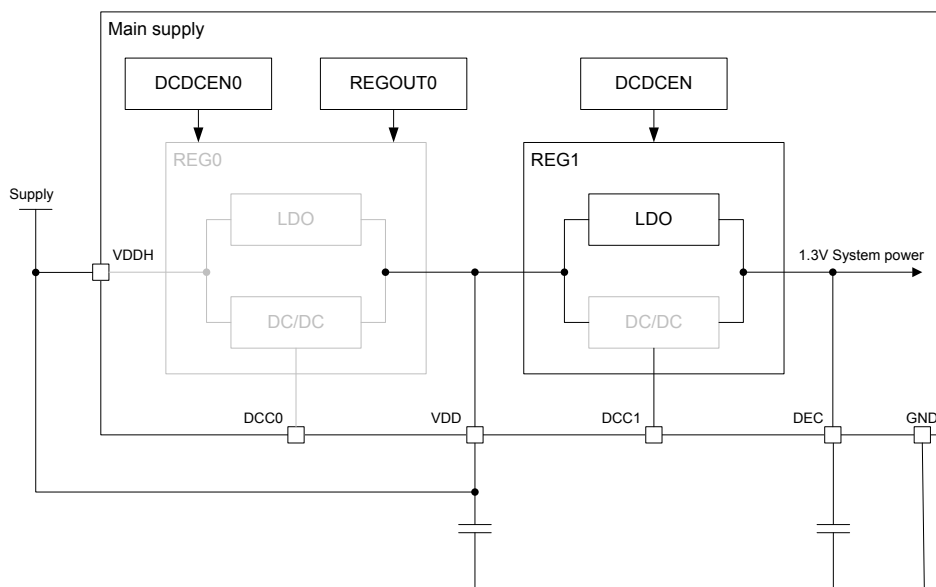 Main supply
DCDCEN0
REGOUT0
DCDCEN
REG0
REG1
Supply
LDO
LDO
VDDH
1.3V System power
DC/DC
DC/DC
DCC0
VDD
DCC1
DEC
GND